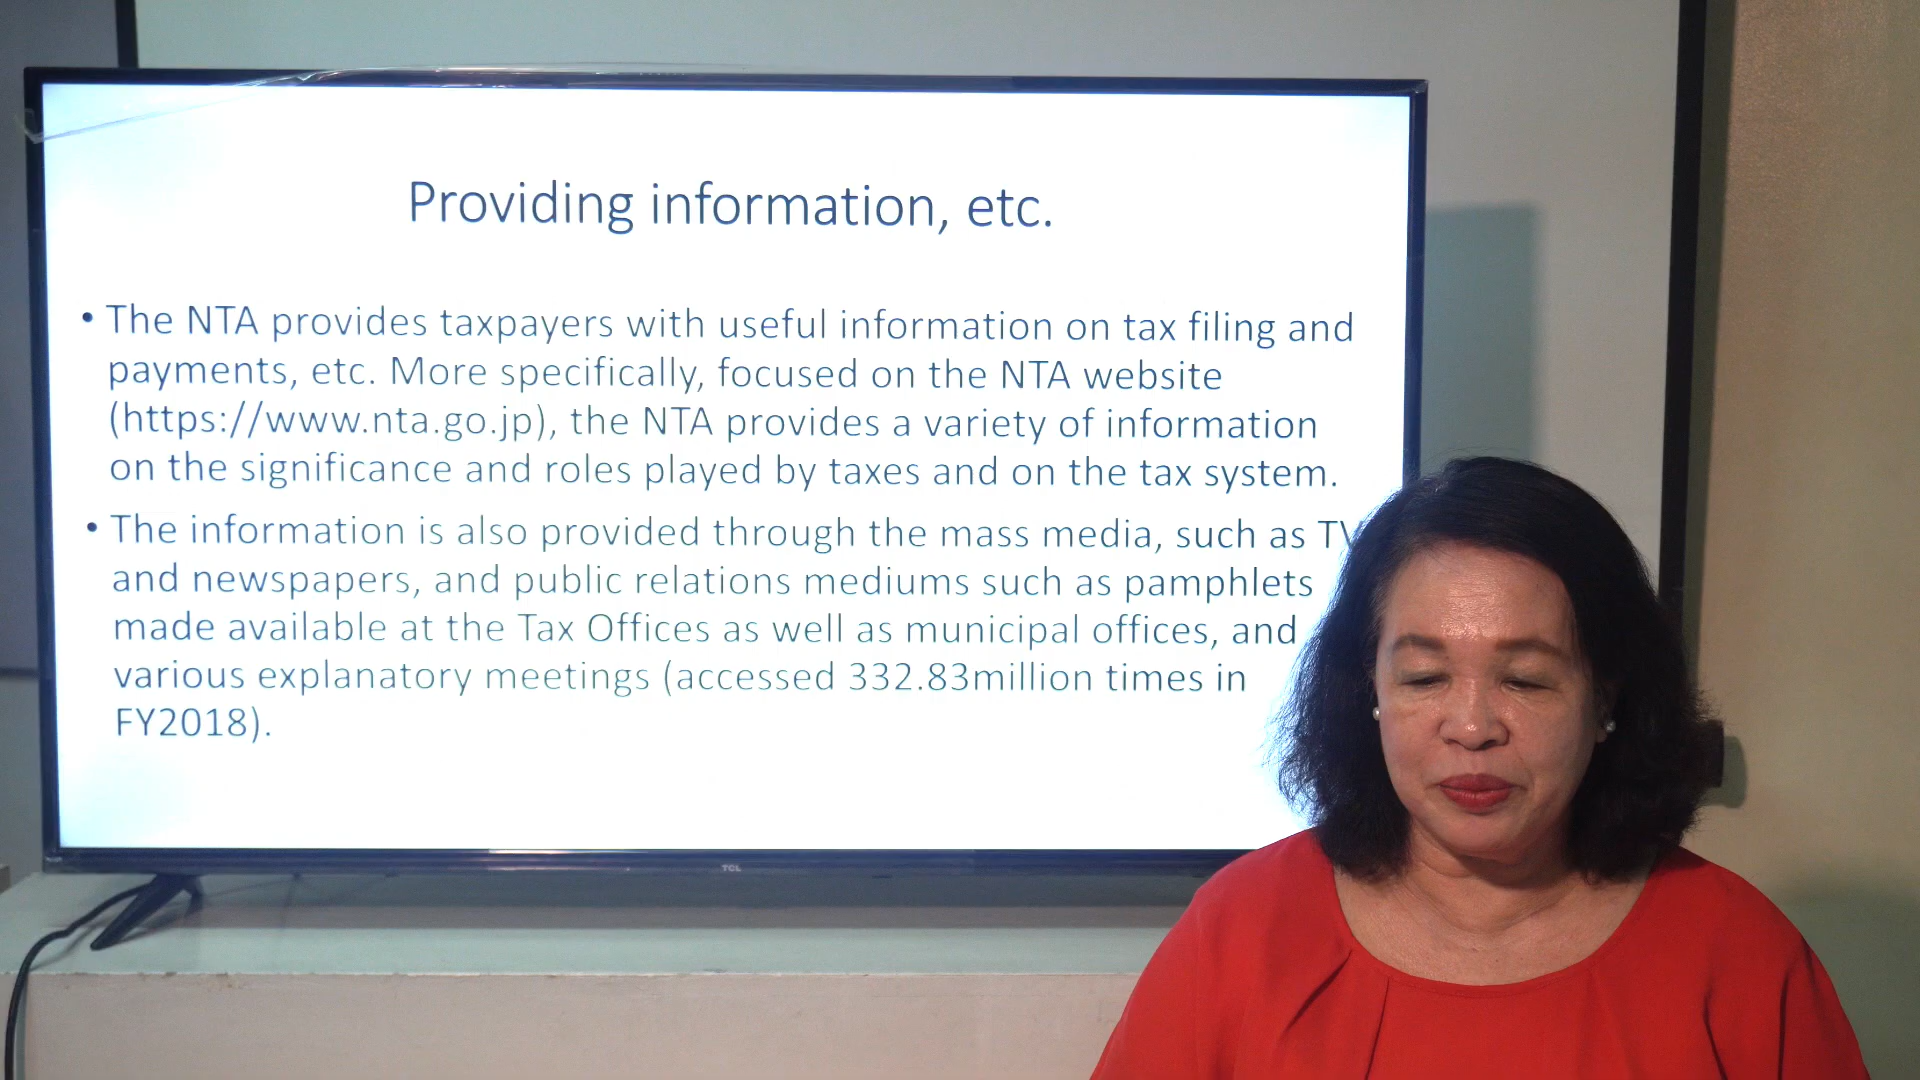 Providing information, etc.
• The NTA provides taxpayers with useful information on tax filing and
payments, etc. More specifically, focused on the NTA website
(https://www.nta.go.jp), the NTA provides a variety of information
on the significance and roles played by taxes and on the tax system.
• The information is also provided through the mass media, such as TV
and newspapers, and public relations mediums such as pamphlets
made available at the Tax Offices as well as municipal offices, and
various explanatory meetings (accessed 332.83million times in
FY2018).
TCL